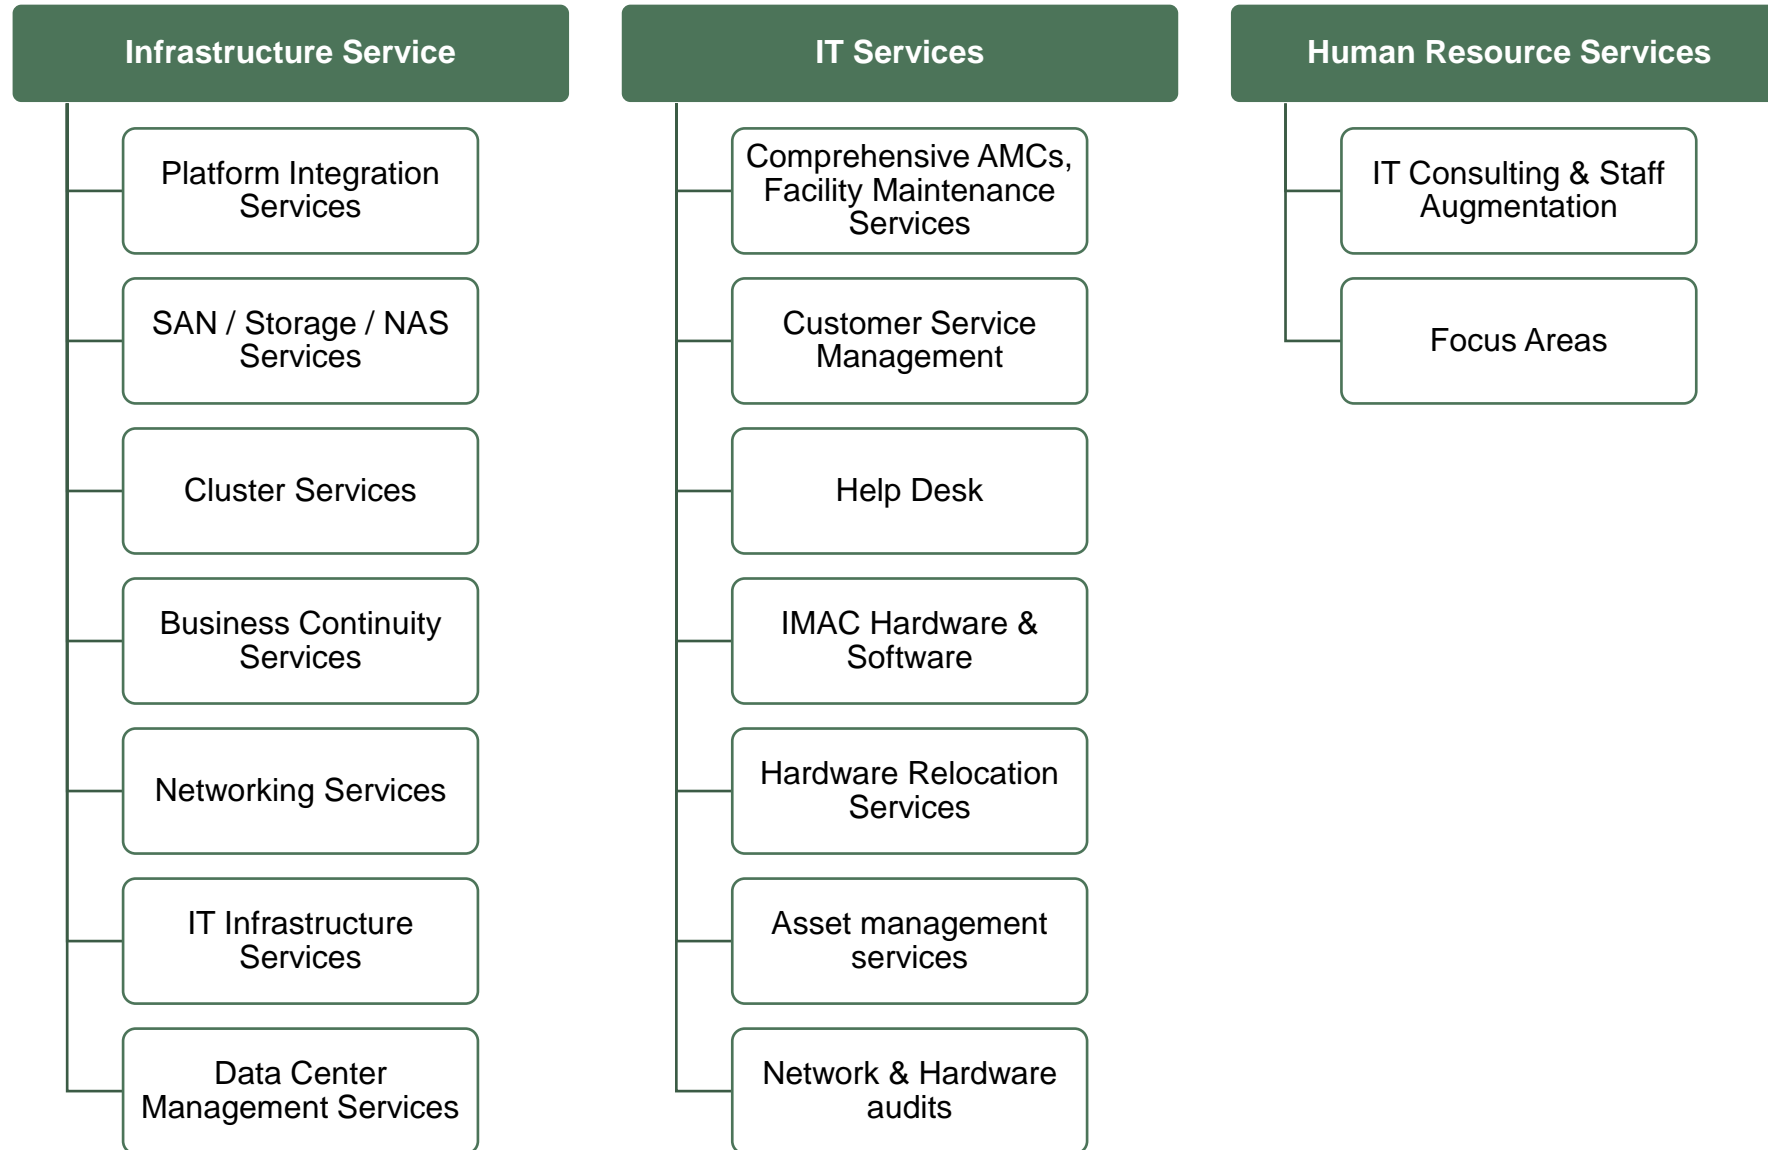 Infrastructure Service
Platform Integration
Services
SAN / Storage / NAS
Services
Cluster Services
Business Continuity
Services
Networking Services
IT Infrastructure
Services
Data Center
Management Services
IT Services
Comprehensive AMCs,
Facility Maintenance
Services
Customer Service
Management
Help Desk
IMAC Hardware &
Software
Hardware Relocation
Services
Asset management
services
Network & Hardware
audits
Human Resource Services
IT Consulting & Staff
Augmentation
Focus Areas